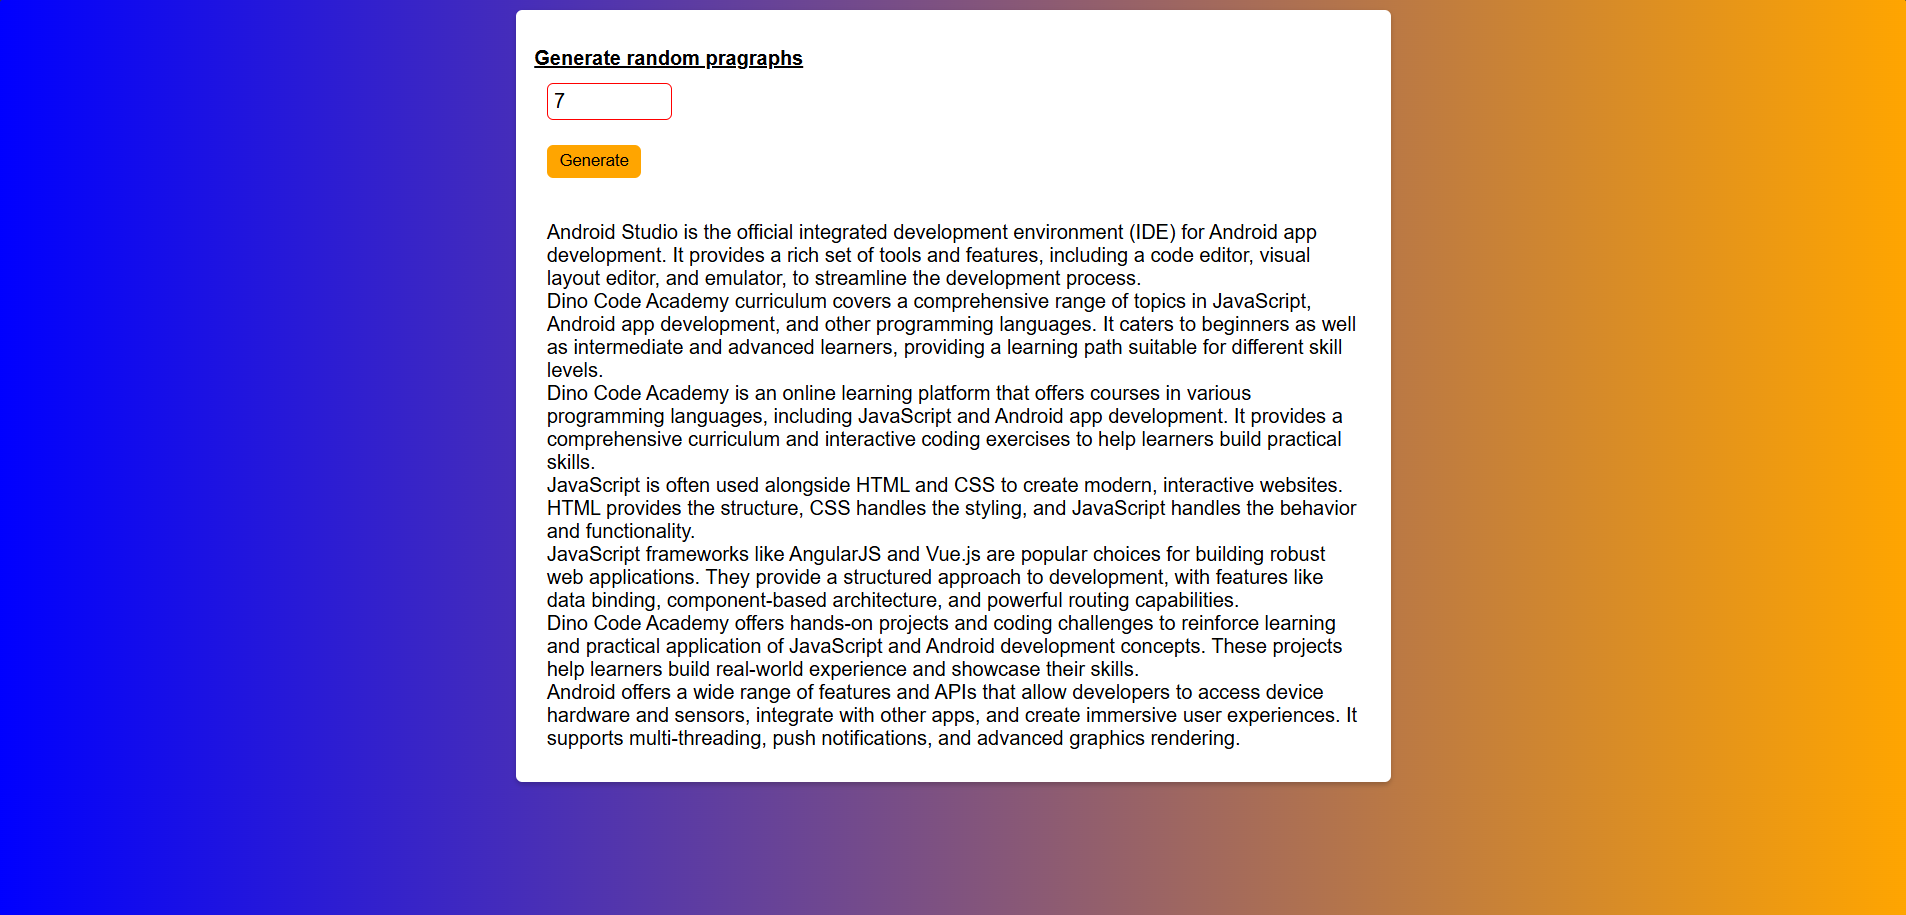 Generate random pragraphs
7
Generate
Android Studio is the official integrated development environment (IDE) for Android app
development. It provides a rich set of tools and features, including a code editor, visual
layout editor, and emulator, to streamline the development process.
Dino Code Academy curriculum covers a comprehensive range of topics in JavaScript,
Android app development, and other programming languages. It caters to beginners as well
as intermediate and advanced learners, providing a learning path suitable for different skill
levels.
Dino Code Academy is an online learning platform that offers courses in various
programming languages, including JavaScript and Android app development. It provides a
comprehensive curriculum and interactive coding exercises to help learners build practical
skills.
JavaScript is often used alongside HTML and CSS to create modern, interactive websites.
HTML provides the structure, CSS handles the styling, and JavaScript handles the behavior
and functionality.
JavaScript frameworks like AngularJS and Vue.js are popular choices for building robust
web applications. They provide a structured approach to development, with features like
data binding, component-based architecture, and powerful routing capabilities.
Dino Code Academy offers hands-on projects and coding challenges to reinforce learning
and practical application of JavaScript and Android development concepts. These projects
help learners build real-world experience and showcase their skills.
Android offers a wide range of features and APIs that allow developers to access device
hardware and sensors, integrate with other apps, and create immersive user experiences. It
supports multi-threading, push notifications, and advanced graphics rendering.